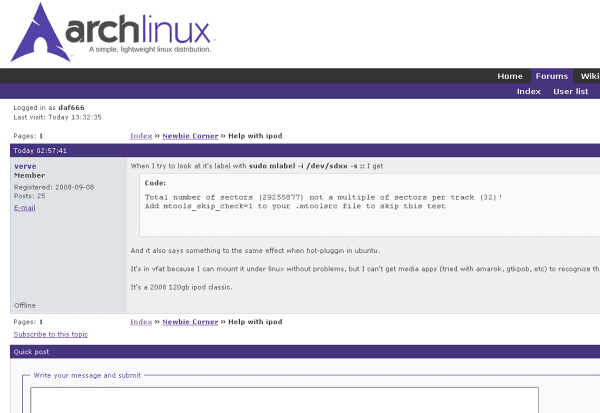 archlinux
A simple, lightweight linux distribution.
Home Forums Wiki
Index User list
Logged in as daf666
Last visit: Today 13:32:35
Pages: 1 Index » Newbie Corner » Help with ipod
Today 02:57:41
verve
Member
Registered: 2008-09-08
Posts: 25
E-mail
When I try to look at it's label with sudo mlabel -i /dev/sdxx -s :: I get
Code:
Total number of sectors (29255877) not a multiple of sectors per track (32)!
Add mtools_skip_check=1 to your .mtoolsrc file to skip this test
And it also says something to the same effect when hot-pluggin in ubuntu.
It's in vfat because I can mount it under linux without problems, but I can't get media apps (tried with amarok, gtkpob, etc) to recognize th
It's a 2008 120gb ipod classic.
Offline
Pages: 1 Index » Newbie Corner » Help with ipod
Subscribe to this topic
Quick post
Write your message and submit